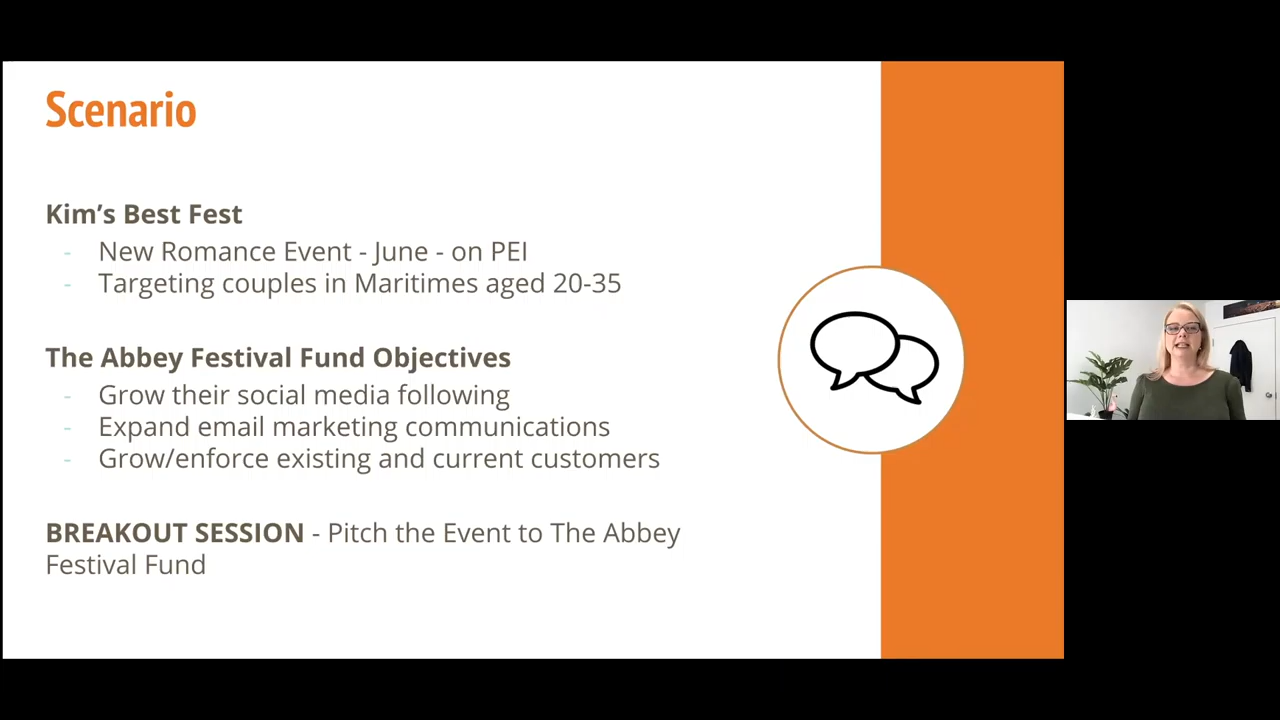 Scenario
Kim's Best Fest
- New Romance Event - June - on PEI
- Targeting couples in Maritimes aged 20-35
The Abbey Festival Fund Objectives
- Grow their social media following
- Expand email marketing communications
- Grow/enforce existing and current customers
BREAKOUT SESSION - Pitch the Event to The Abbey
Festival Fund